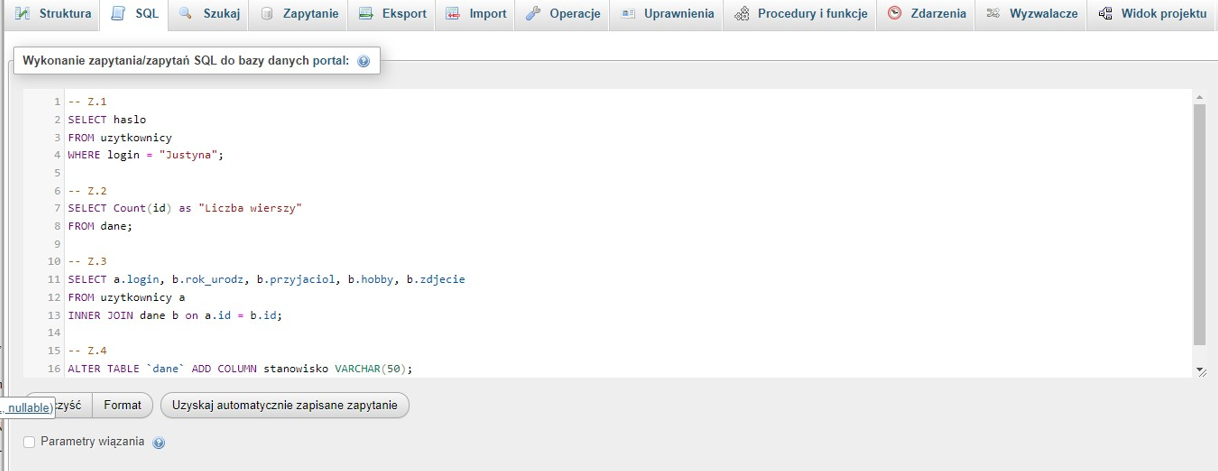 Struktura SQL Szukaj Zapytanie Eksport Import Operacje Uprawnienia Procedury i funkcje Zdarzenia Wyzwalacze Widok projektu
Wykonanie zapytania/zapytań SQL do bazy danych portal:
1 -- Z.1
2 SELECT haslo
3 FROM uzytkownicy
4 WHERE login = "Justyna";
5
6 -- Z.2
7 SELECT Count(id) as "Liczba wierszy"
8 FROM dane;
9
10 -- Z.3
11 SELECT a.login, b.rok_urodz, b.przyjaciol, b.hobby, b.zdjecie
12 FROM uzytkownicy a
13 INNER JOIN dane b on a.id = b.id;
14
15 -- Z.4
16 ALTER TABLE `dane` ADD COLUMN stanowisko VARCHAR(50);
, nullable) czyść Format Uzyskaj automatycznie zapisane zapytanie
Parametry wiązania